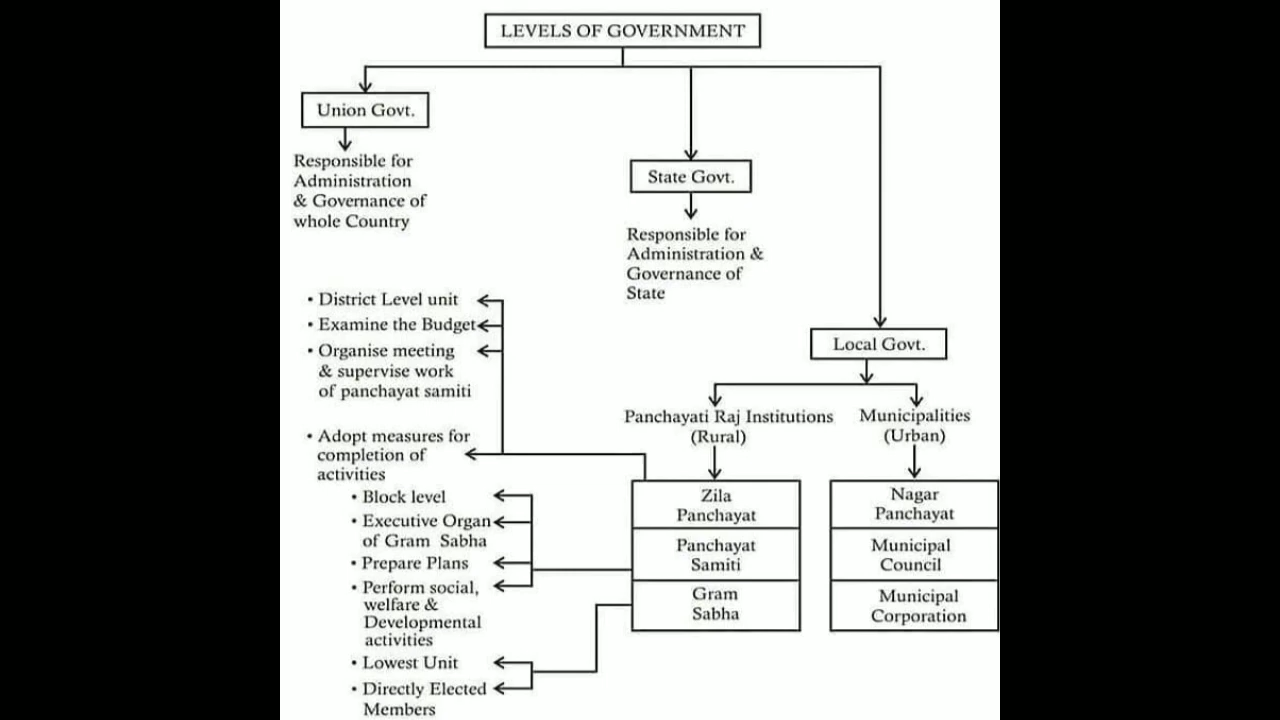 LEVELS OF GOVERNMENT
Union Govt.
Responsible for
Administration
& Governance of
whole Country
State Govt.
Responsible for
Administration &
Governance of
State
Local Govt.
Panchayati Raj Institutions
(Rural)
Municipalities
(Urban)
Zila
Panchayat
Panchayat
Samiti
Gram
Sabha
Nagar
Panchayat
Municipal
Council
Municipal
Corporation
• District Level unit
• Examine the Budget
• Organise meeting
& supervise work
of panchayat samiti
• Adopt measures for
completion of
activities
• Block level
• Executive Organ
of Gram Sabha
• Prepare Plans
• Perform social,
welfare &
Developmental
activities
• Lowest Unit
• Directly Elected
Members